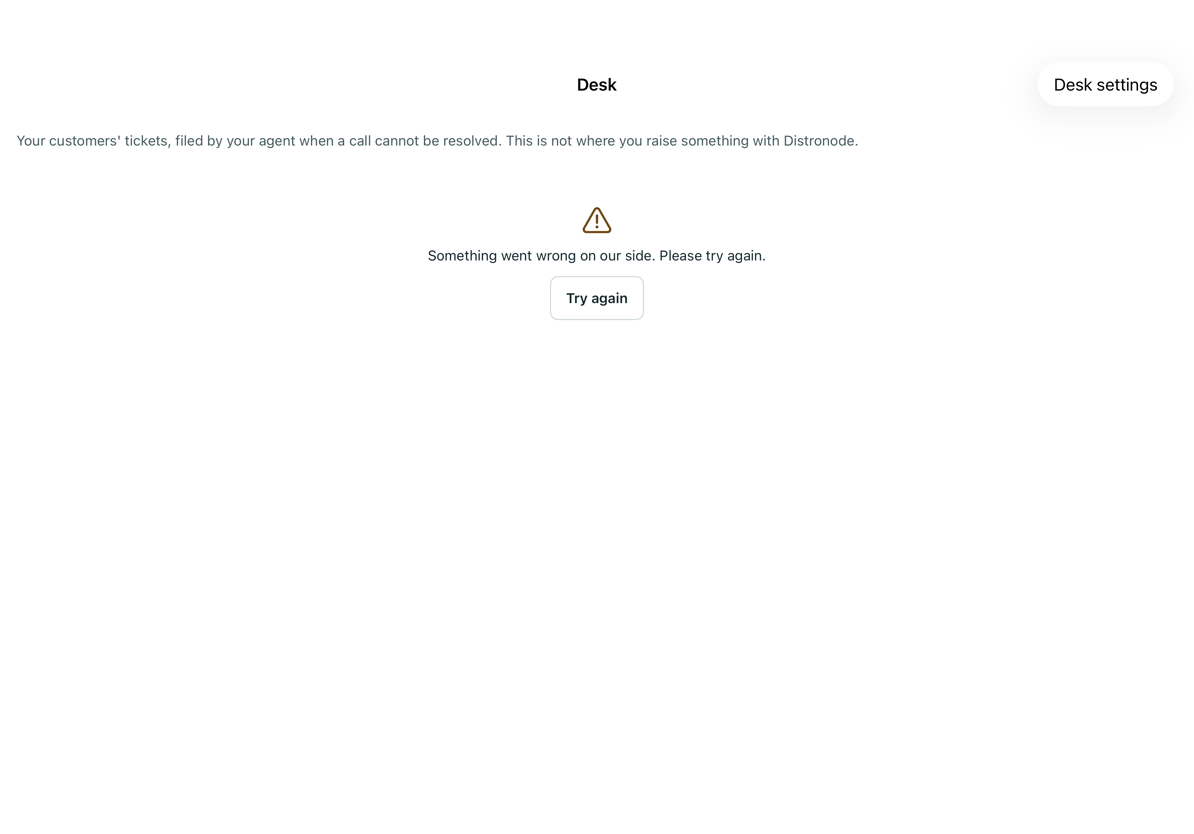 Desk
Desk settings
Your customers' tickets, filed by your agent when a call cannot be resolved. This is not where you raise something with Distronode.
Something went wrong on our side. Please try again.
Try again